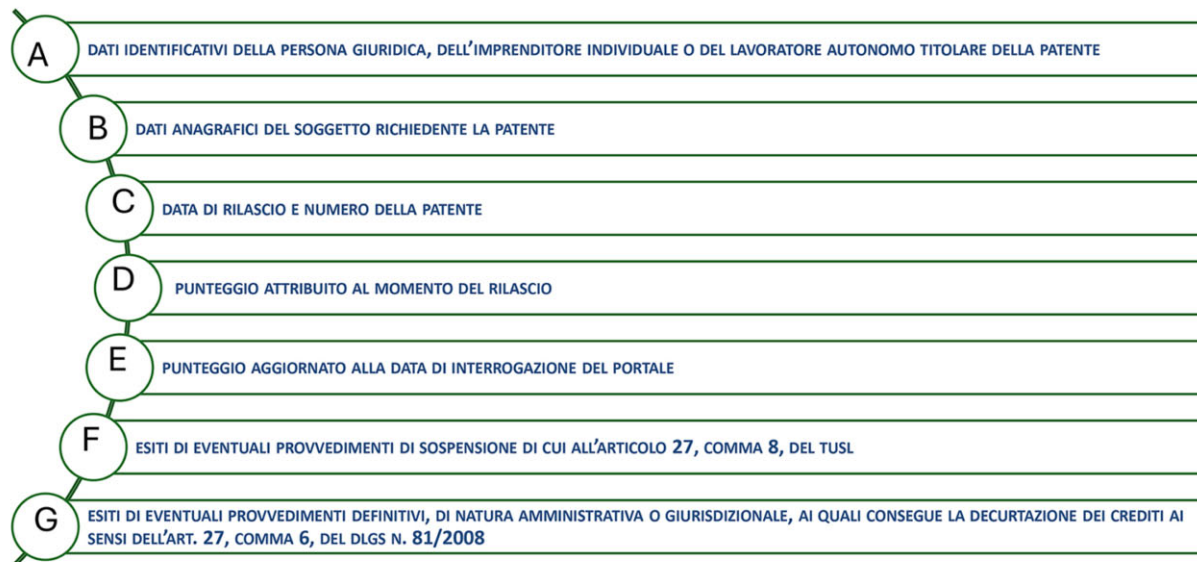 A DATI IDENTIFICATIVI DELLA PERSONA GIURIDICA, DELL'IMPRENDITORE INDIVIDUALE O DEL LAVORATORE AUTONOMO TITOLARE DELLA PATENTE
B DATI ANAGRAFICI DEL SOGGETTO RICHIEDENTE LA PATENTE
C DATA DI RILASCIO E NUMERO DELLA PATENTE
D PUNTEGGIO ATTRIBUITO AL MOMENTO DEL RILASCIO
E PUNTEGGIO AGGIORNATO ALLA DATA DI INTERROGAZIONE DEL PORTALE
F ESITI DI EVENTUALI PROVVEDIMENTI DI SOSPENSIONE DI CUI ALL'ARTICOLO 27, COMMA 8, DEL TUSL
G ESITI DI EVENTUALI PROVVEDIMENTI DEFINITIVI, DI NATURA AMMINISTRATIVA O GIURISDIZIONALE, AI QUALI CONSEGUE LA DECURTAZIONE DEI CREDITI AI
SENSI DELL'ART. 27, COMMA 6, DEL DLGS N. 81/2008